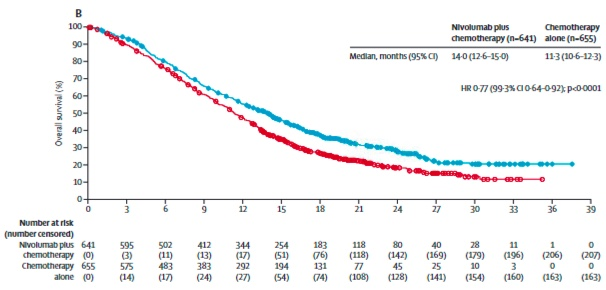 B
Nivolumab plus chemotherapy (n=641) Chemotherapy alone (n=655)
Median, months (95% CI) 14·0 (12·6–15·0) 11·3 (10·6–12·3)
HR 0·77 (99·3% CI 0·64–0·92); p<0·0001
Overall survival (%)
100
90
80
70
60
50
40
30
20
10
0
0 3 6 9 12 15 18 21 24 27 30 33 36 39
Number at risk
(number censored)
Nivolumab plus 641 595 502 412 344 254 183 118 80 40 28 11 1 0
chemotherapy (0) (3) (11) (13) (17) (51) (76) (118) (142) (169) (179) (196) (206) (207)
Chemotherapy 655 575 483 383 292 194 131 77 45 25 10 3 0 0
alone (0) (14) (17) (24) (27) (54) (74) (108) (128) (141) (154) (160) (163) (163)